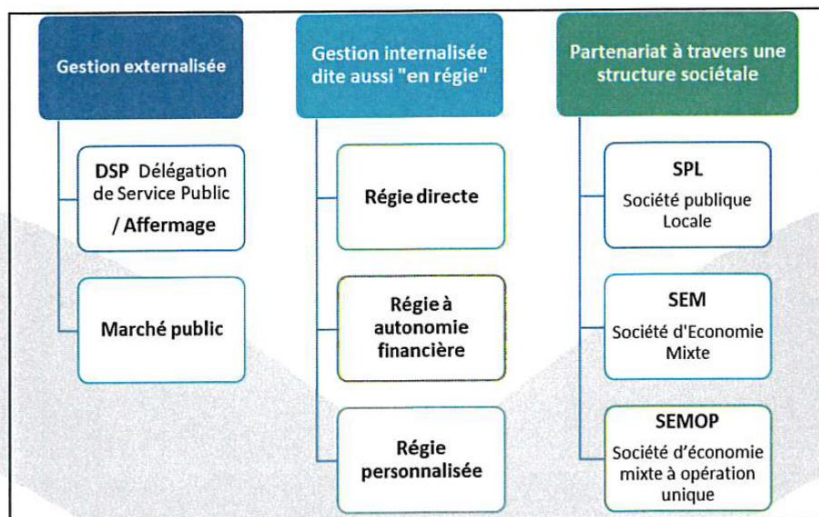 Gestion externalisée
DSP Délégation
de Service Public
/ Affermage
Marché public
Gestion internalisée
dite aussi "en régie"
Régie directe
Régie à
autonomie
financière
Régie
personnalisée
Partenariat à travers une
structure sociétale
SPL
Société publique
Locale
SEM
Société d'Economie
Mixte
SEMOP
Société d’économie
mixte à opération
unique